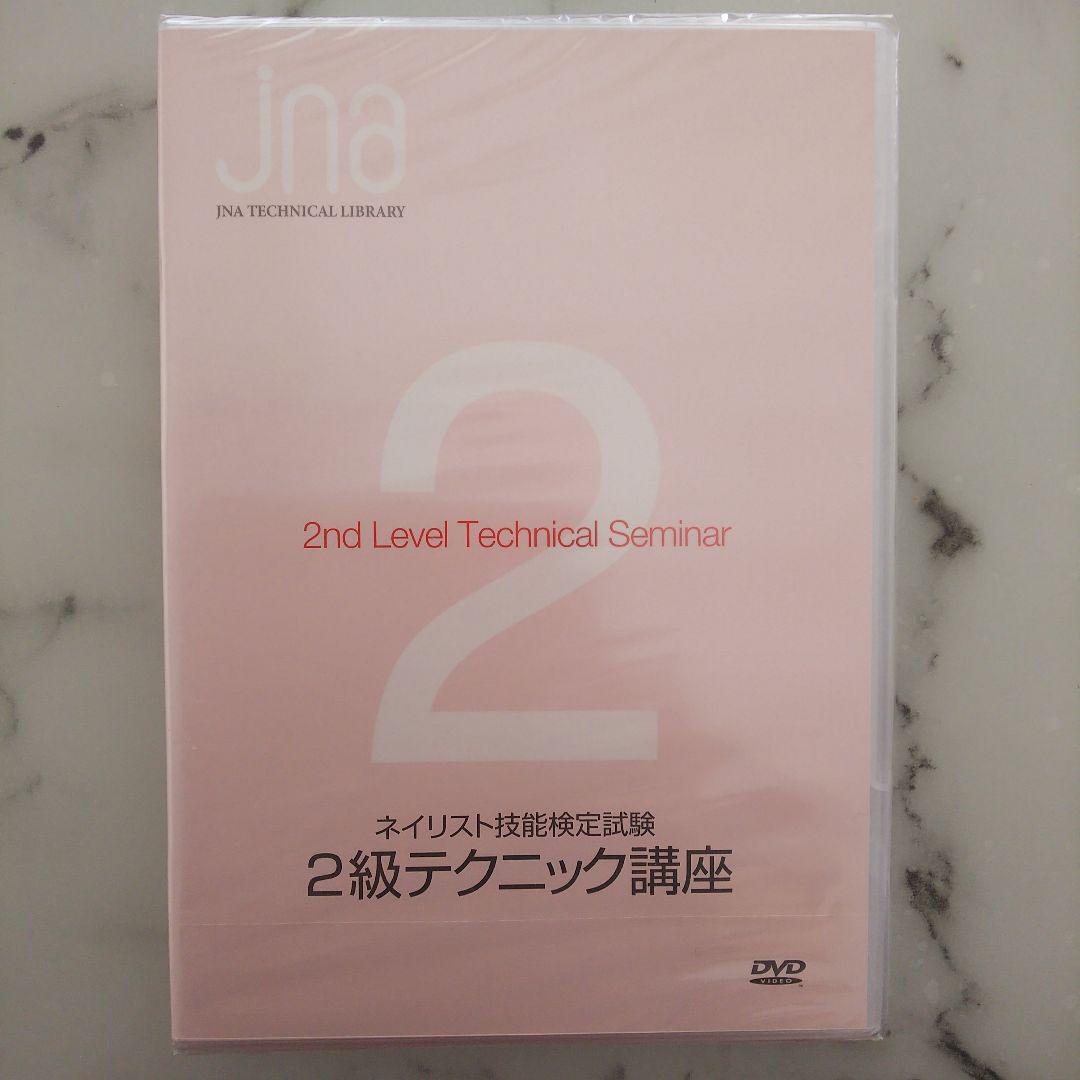 jna
JNA TECHNICAL LIBRARY
2
2nd Level Technical Seminar
ネイリスト技能検定試験
2級テクニック講座
DVD
VIDEO